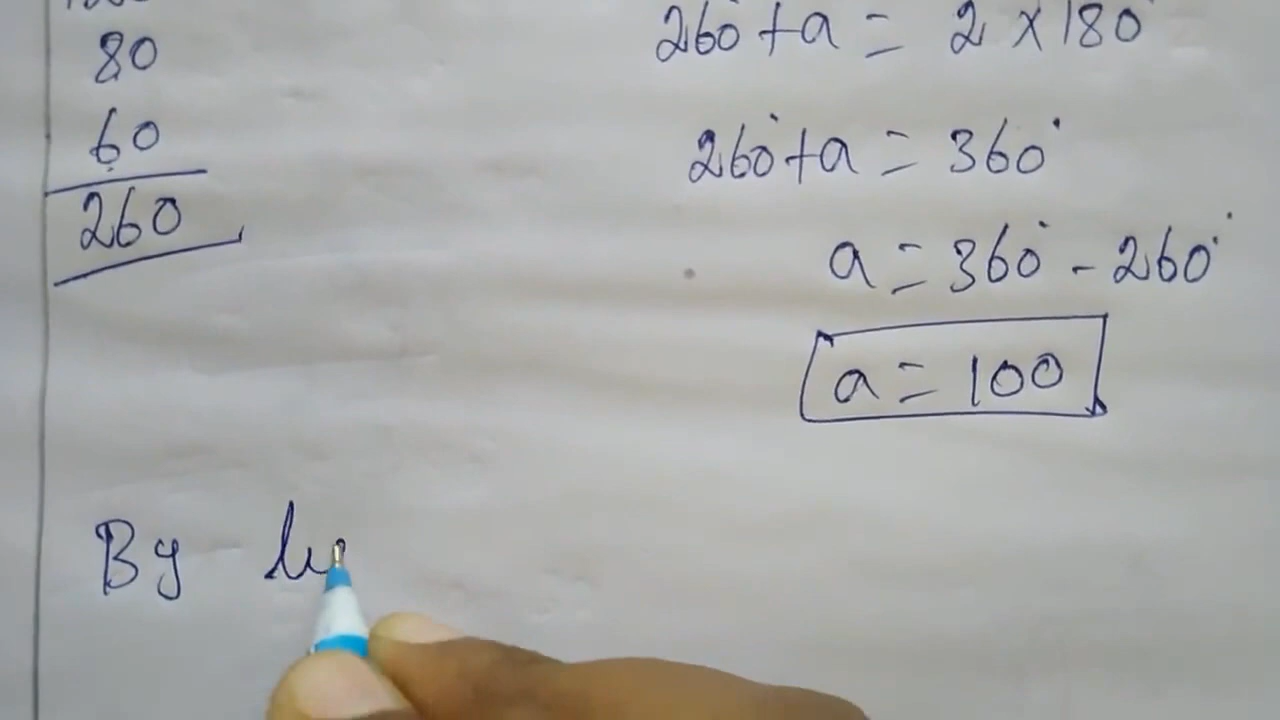 80
60
260
260° + a = 2 × 180°
260° + a = 360°
a = 360° - 260°
a = 100
By